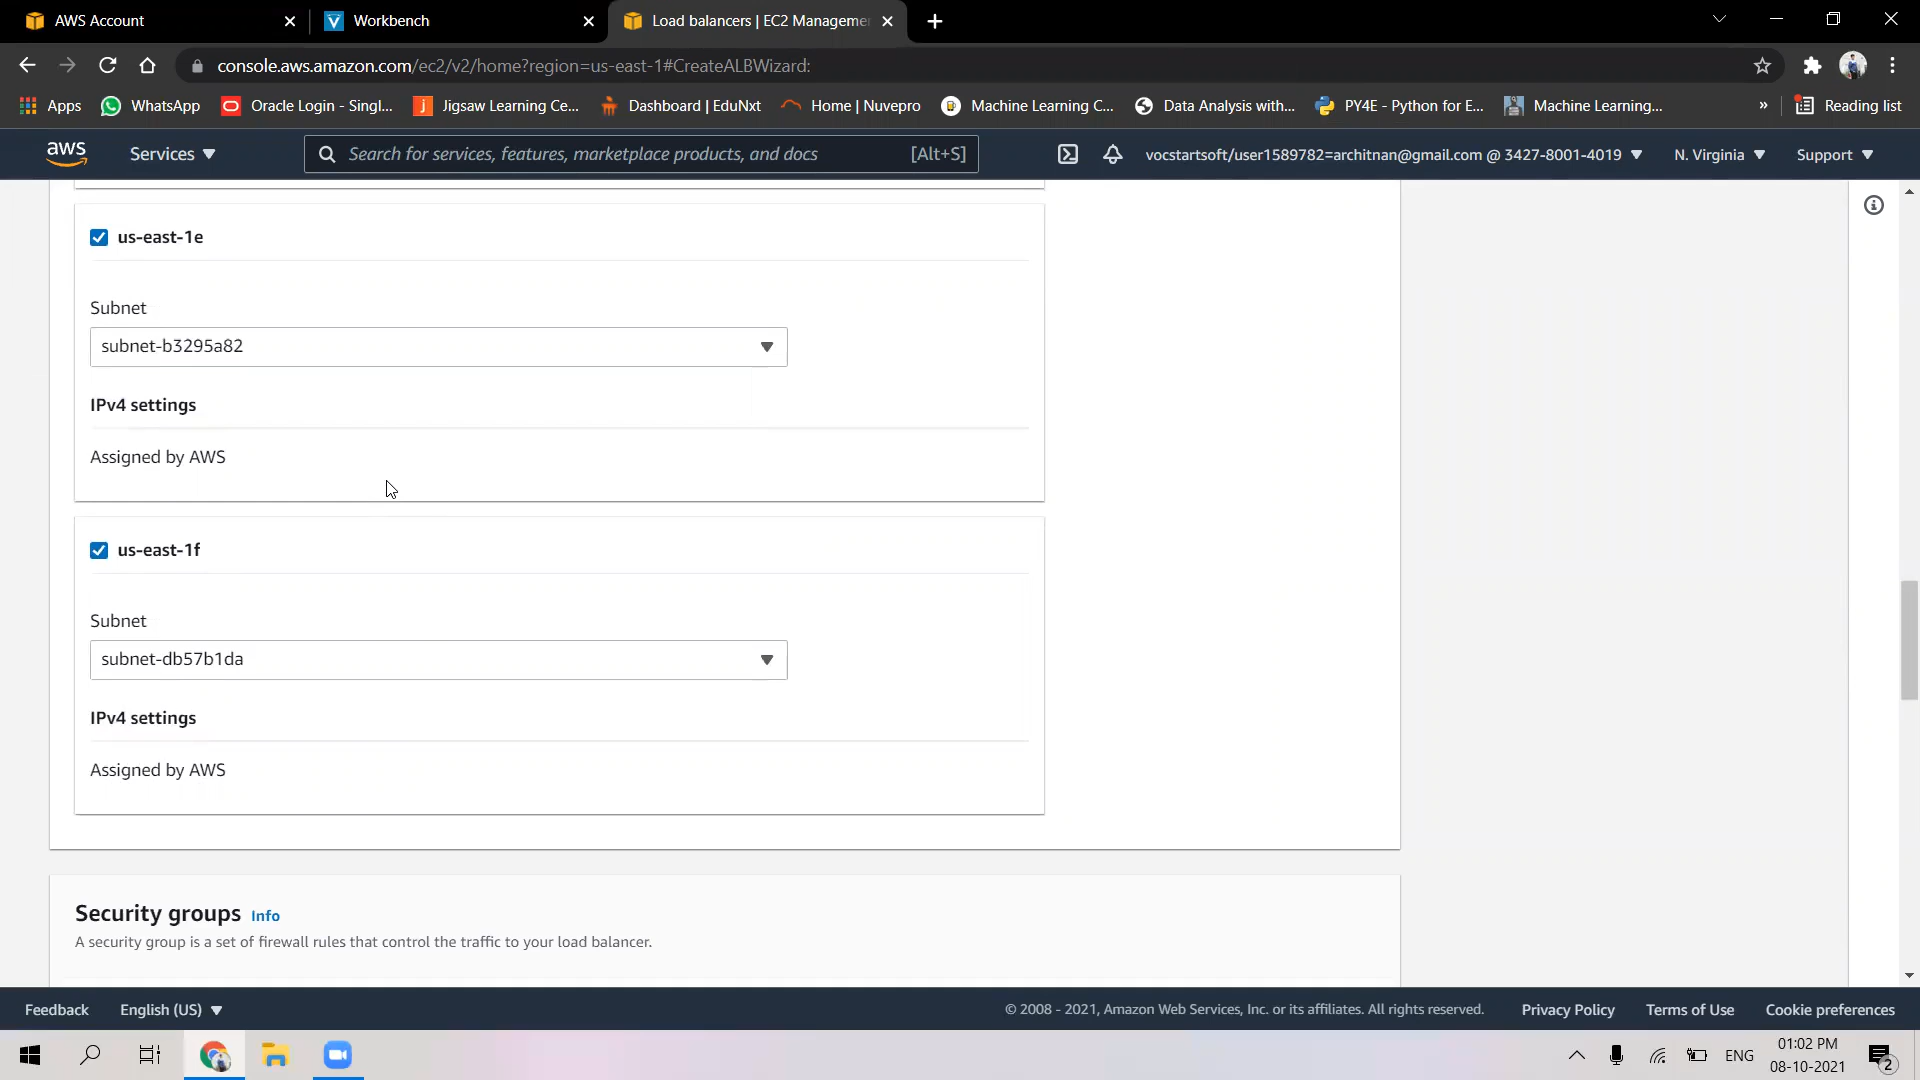 AWS Account
Workbench
Load balancers | EC2 Manageme
console.aws.amazon.com/ec2/v2/home?region=us-east-1#CreateALBWizard:
Apps
WhatsApp
Oracle Login - Singl...
Jigsaw Learning Ce...
Dashboard | EduNxt
Home | Nuvepro
Machine Learning C...
Data Analysis with...
PY4E - Python for E...
Machine Learning...
»
Reading list
aws
Services
Search for services, features, marketplace products, and docs
[Alt+S]
vocstartsoft/user1589782=architnan@gmail.com @ 3427-8001-4019
N. Virginia
Support
us-east-1e
Subnet
subnet-b3295a82
IPv4 settings
Assigned by AWS
us-east-1f
Subnet
subnet-db57b1da
IPv4 settings
Assigned by AWS
Security groups Info
A security group is a set of firewall rules that control the traffic to your load balancer.
Feedback
English (US)
© 2008 - 2021, Amazon Web Services, Inc. or its affiliates. All rights reserved.
Privacy Policy
Terms of Use
Cookie preferences
ENG
01:02 PM
08-10-2021
2